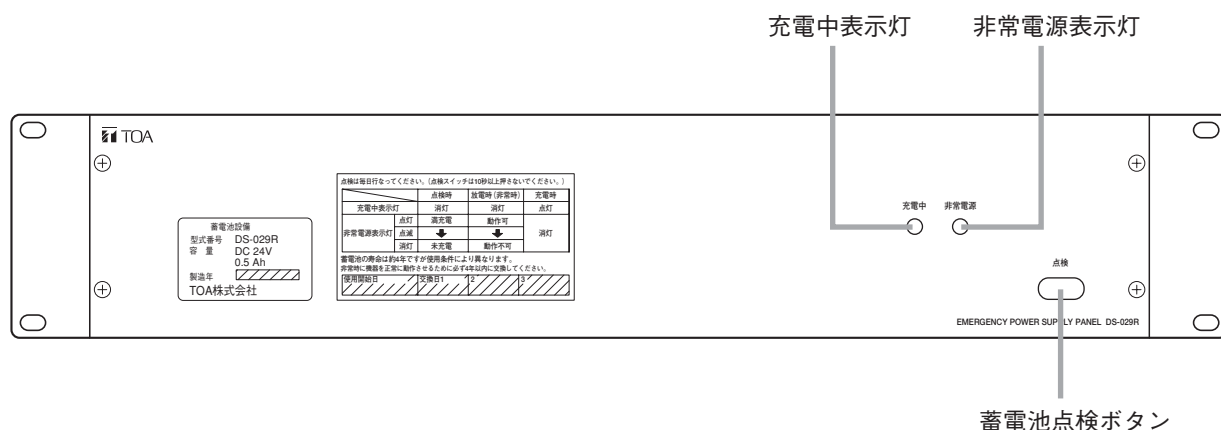 充電中表示灯
非常電源表示灯
TOA
点検は毎日行なってください。(点検スイッチは10秒以上押さないでください。)
点検時 放電時(非常時) 充電時
充電中表示灯 消灯 消灯 点灯
非常電源表示灯 点灯 満充電 動作可 消灯
点滅
消灯 未充電 動作不可
蓄電池の寿命は約4年ですが使用条件により異なります。
非常時に機器を正常に動作させるために必ず4年以内に交換してください。
使用開始日 交換日1 2 3
蓄電池設備
型式番号 DS-029R
容 量 DC 24V
0.5 Ah
製造年
TOA株式会社
充電中 非常電源
点検
EMERGENCY POWER SUPPLY PANEL DS-029R
蓄電池点検ボタン